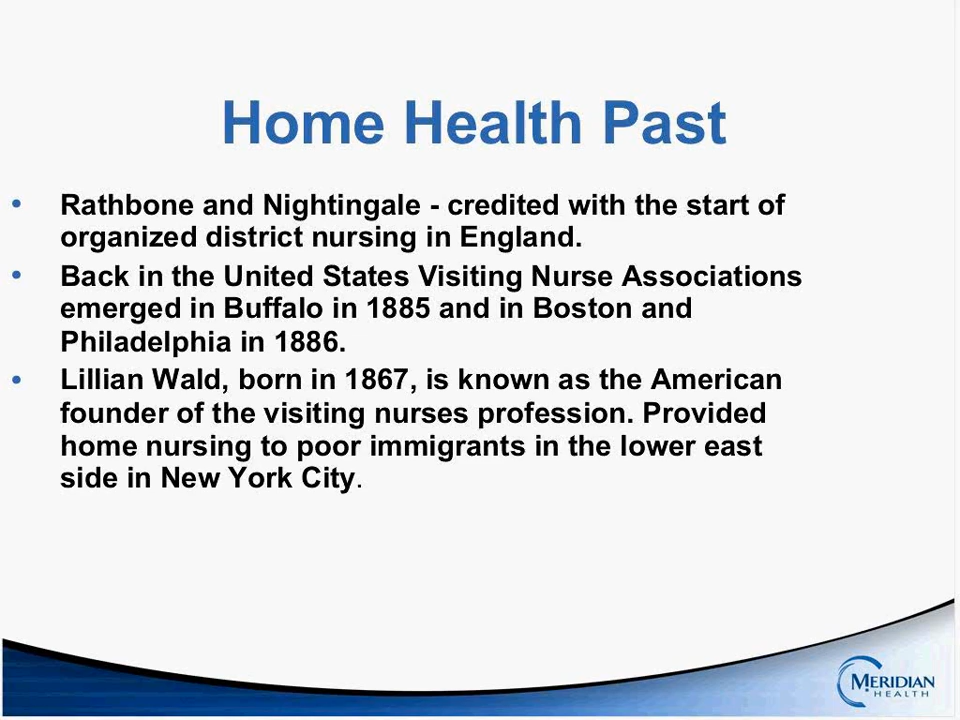 Home Health Past
• Rathbone and Nightingale - credited with the start of
organized district nursing in England.
• Back in the United States Visiting Nurse Associations
emerged in Buffalo in 1885 and in Boston and
Philadelphia in 1886.
• Lillian Wald, born in 1867, is known as the American
founder of the visiting nurses profession. Provided
home nursing to poor immigrants in the lower east
side in New York City.
MERIDIAN
HEALTH